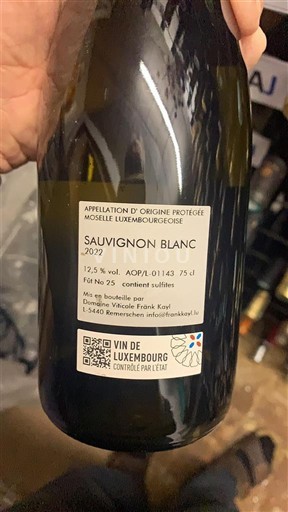 APPELLATION D' ORIGINE PROTÉGÉE
MOSELLE LUXEMBOURGEOISE
SAUVIGNON BLANC
2022
VINIOU
12,5 % vol. AOP/L-01143 75 cl
Fût No 25 contient sulfites
Mis en bouteille par
Domaine Viticole Frank Kayl
L-5440 Remerschen info@frankkayl.lu
VIN DE
LUXEMBOURG
CONTRÔLÉ PAR L'ÉTAT
AJ